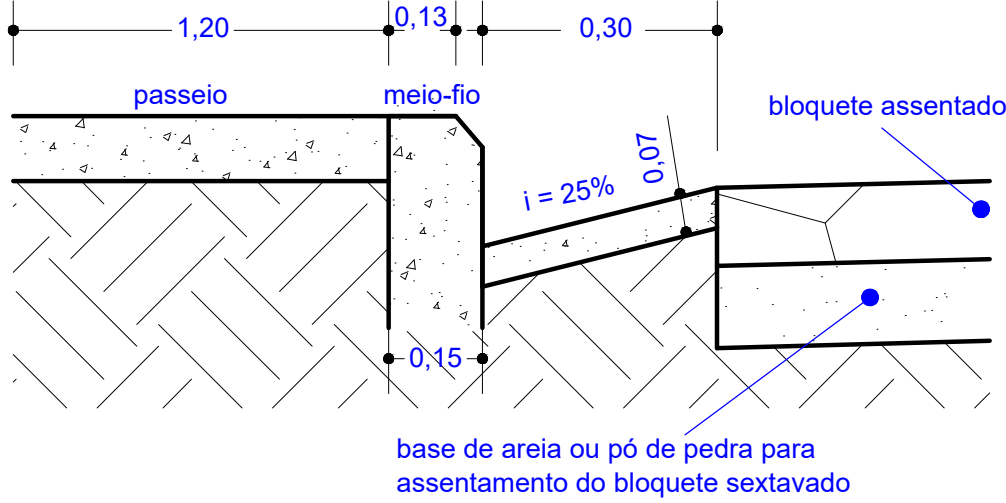 1,20
0,13
0,30
passeio
meio-fio
bloquete assentado
0,07
i = 25%
0,15
base de areia ou pó de pedra para
assentamento do bloquete sextavado